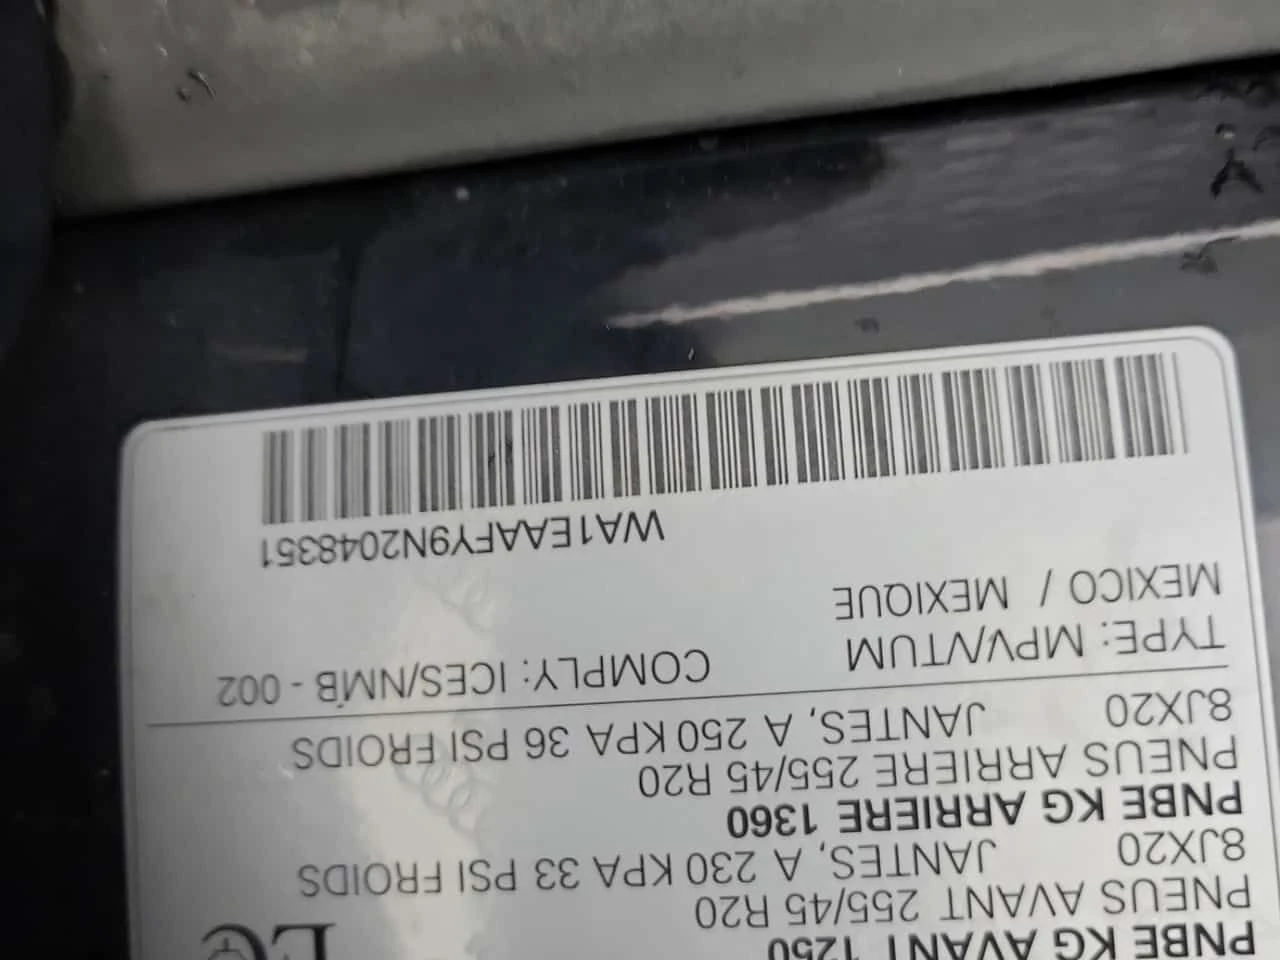 PNBE KG AVANT 1250
PNEUS AVANT 255/45 R20
8JX20 JANTES, A 230 KPA 33 PSI FROIDS
PNBE KG ARRIERE 1360
PNEUS ARRIERE 255/45 R20
8JX20 JANTES, A 250 KPA 36 PSI FROIDS
TYPE: MPV/VTUM COMPLY: ICES/NMB - 002
MEXICO / MEXIQUE
WA1EAAFY9N2048351